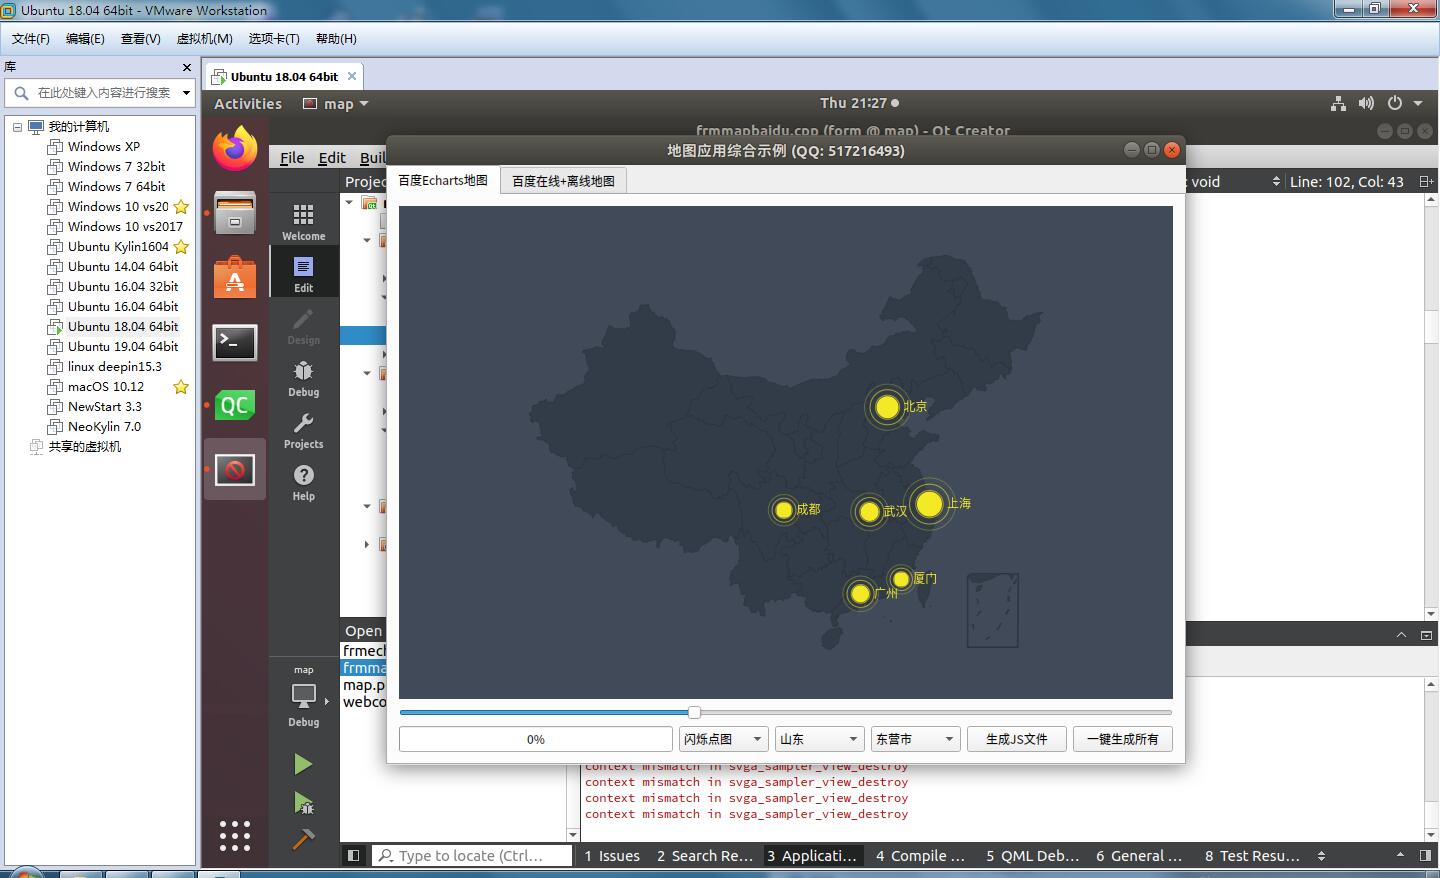 Ubuntu 18.04 64bit - VMware Workstation
文件(F) 编辑(E) 查看(V) 虚拟机(M) 选项卡(T) 帮助(H)
库
在此处键入内容进行搜索
我的计算机
Windows XP
Windows 7 32bit
Windows 7 64bit
Windows 10 vs20
Windows 10 vs2017
Ubuntu Kylin1604
Ubuntu 14.04 64bit
Ubuntu 16.04 32bit
Ubuntu 16.04 64bit
Ubuntu 18.04 64bit
Ubuntu 19.04 64bit
linux deepin15.3
macOS 10.12
NewStart 3.3
NeoKylin 7.0
共享的虚拟机
Ubuntu 18.04 64bit
Activities map Thu 21:27
frmmapbaidu.cpp (form @ map) - Qt Creator
File Edit Buil
Projec
: void Line: 102, Col: 43
Welcome
Edit
Design
Debug
Projects
Help
QC
地图应用综合示例 (QQ: 517216493)
百度Echarts地图 百度在线+离线地图
北京
上海
成都
武汉
厦门
广州
0% 闪烁点图 山东 东营市 生成JS文件 一键生成所有
Open
frmech
frmma
map.p
webco
map
Debug
context mismatch in svga_sampler_view_destroy
context mismatch in svga_sampler_view_destroy
context mismatch in svga_sampler_view_destroy
context mismatch in svga_sampler_view_destroy
Type to locate (Ctrl... 1 Issues 2 Search Re... 3 Applicati... 4 Compile ... 5 QML Deb... 6 General ... 8 Test Resu...